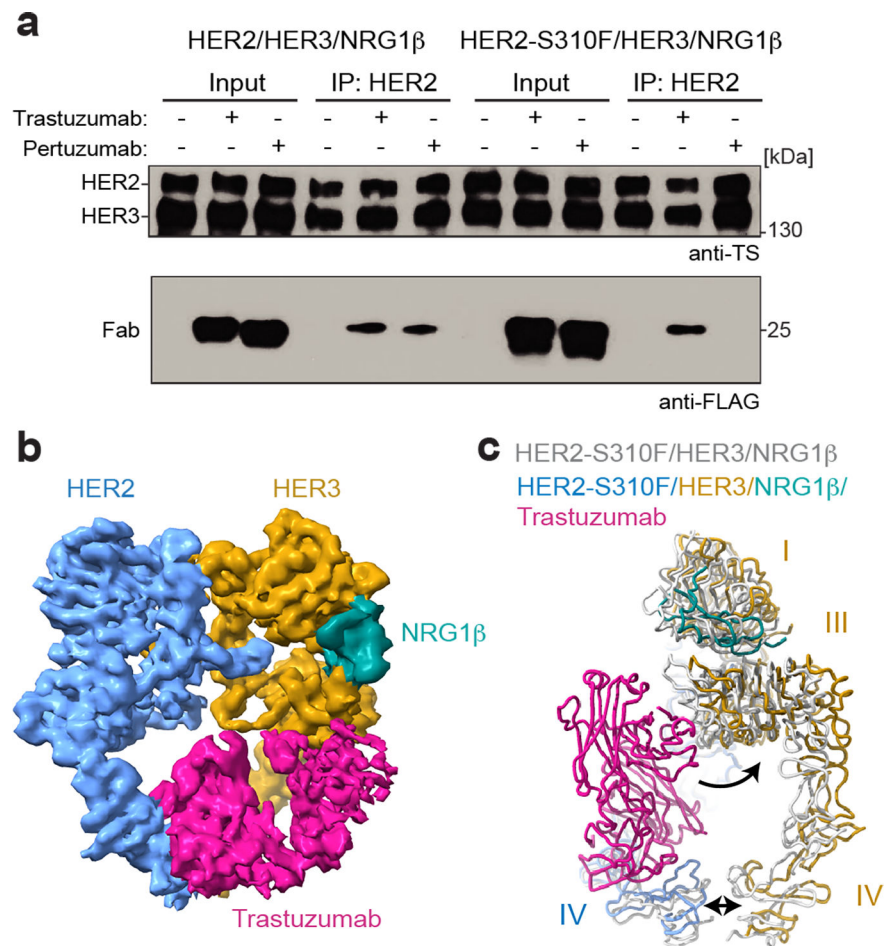 a
HER2/HER3/NRG1β HER2-S310F/HER3/NRG1β
Input IP: HER2 Input IP: HER2
Trastuzumab: - + - - + - - + - - + -
Pertuzumab: - - + - - + - - + - - +
[kDa]
HER2
HER3
-130
anti-TS
Fab
-25
anti-FLAG
b
HER2 HER3
NRG1β
Trastuzumab
c
HER2-S310F/HER3/NRG1β
HER2-S310F/HER3/NRG1β/
Trastuzumab
I
III
IV IV